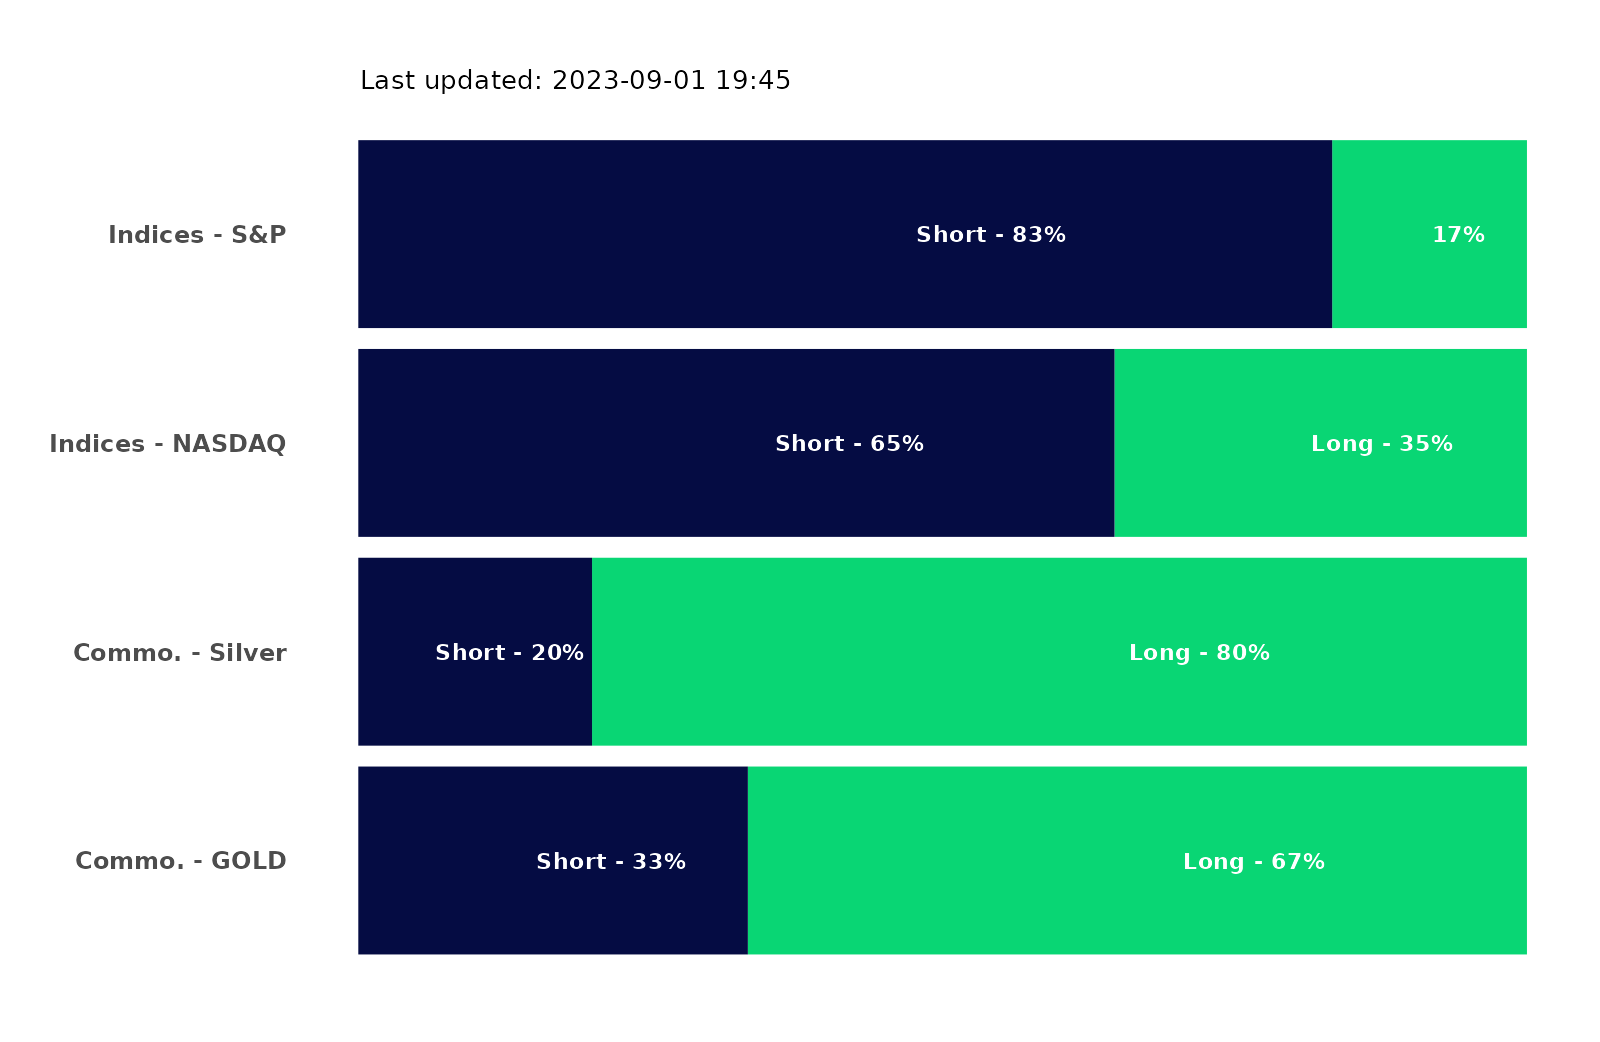 Last updated: 2023-09-01 19:45
Indices - S&P Short - 83% 17%
Indices - NASDAQ Short - 65% Long - 35%
Commo. - Silver Short - 20% Long - 80%
Commo. - GOLD Short - 33% Long - 67%